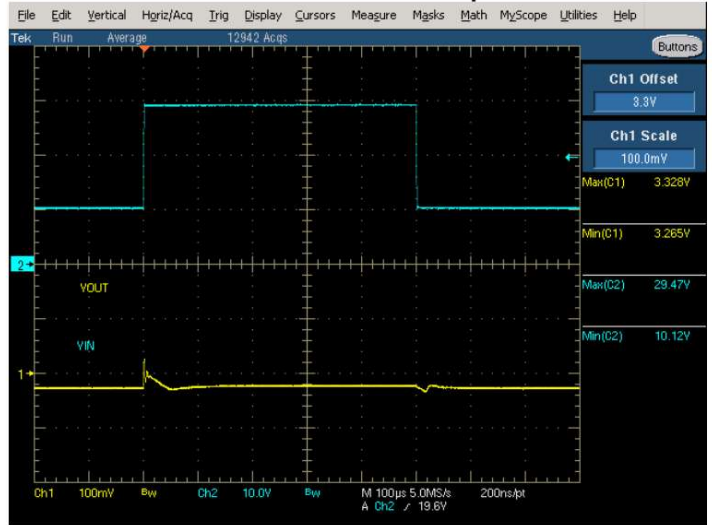 File Edit Vertical Horiz/Acq Trig Display Cursors Measure Masks Math MyScope Utilities Help
Tek Run Average 12942 Acqs
Buttons
Ch1 Offset
3.3V
Ch1 Scale
100.0mV
Max(C1) 3.328V
Min(C1) 3.265V
2
Max(C2) 29.47V
VOUT
Min(C2) 10.12V
VIN
1
Ch1 100mV Bw Ch2 10.0V Bw M 100µs 5.0MS/s 200ns/pt
A Ch2 ∕ 19.6V